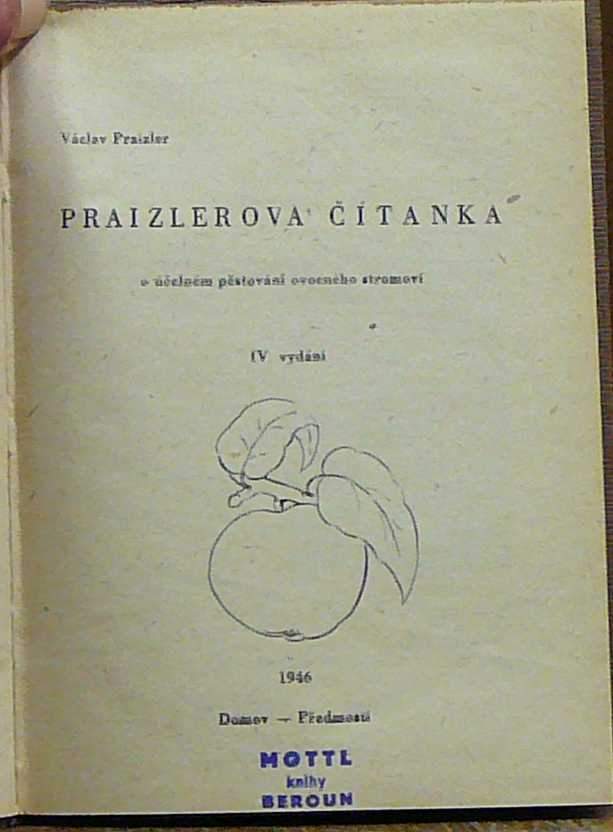 Václav Praizler
PRAIZLEROVA ČÍTANKA
o účelném pěstování ovocného stromoví
IV vydání
1946
Domov — Předmostí
MOTTL
knihy
BEROUN